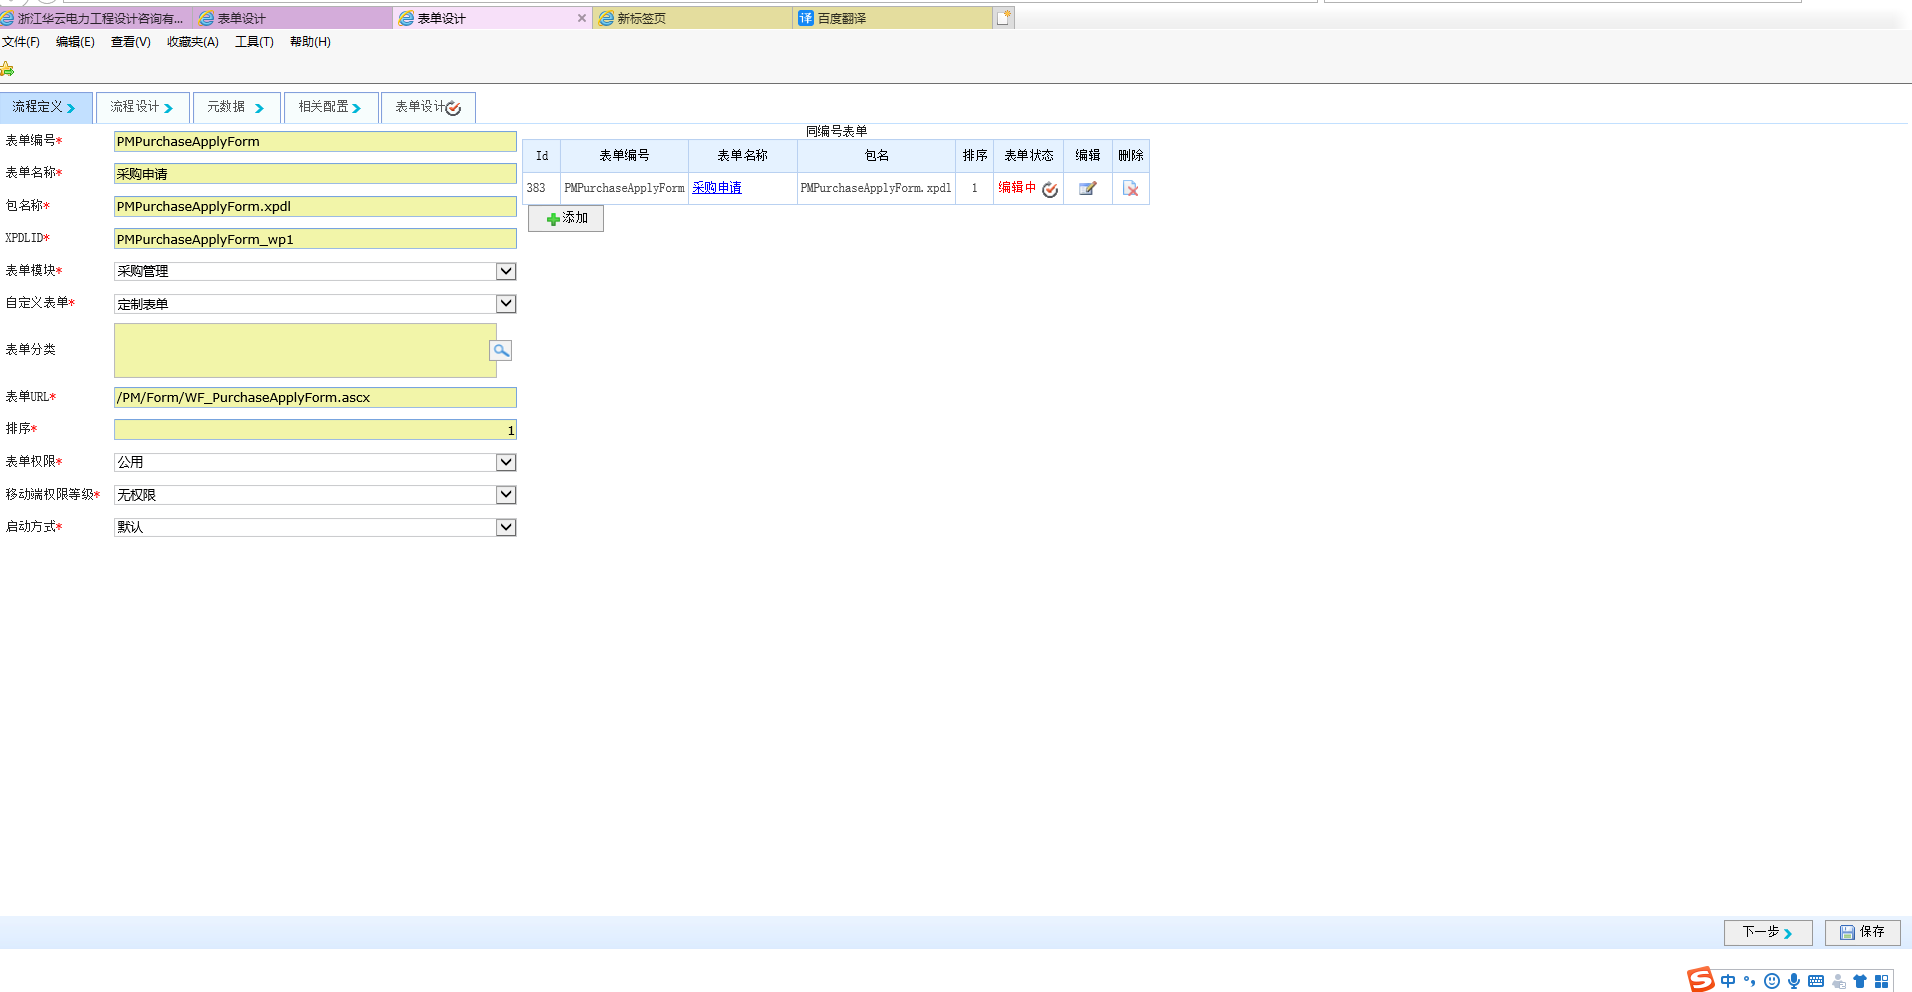 浙江华云电力工程设计咨询有... 表单设计 表单设计 新标签页 译 百度翻译
文件(F) 编辑(E) 查看(V) 收藏夹(A) 工具(T) 帮助(H)
流程定义 流程设计 元数据 相关配置 表单设计
同编号表单
表单编号* PMPurchaseApplyForm
Id 表单编号 表单名称 包名 排序 表单状态 编辑 删除
表单名称* 采购申请
383 PMPurchaseApplyForm 采购申请 PMPurchaseApplyForm.xpdl 1 编辑中
包名称* PMPurchaseApplyForm.xpdl
添加
XPDLID* PMPurchaseApplyForm_wp1
表单模块* 采购管理
自定义表单* 定制表单
表单分类
表单URL* /PM/Form/WF_PurchaseApplyForm.ascx
排序* 1
表单权限* 公用
移动端权限等级* 无权限
启动方式* 默认
下一步 保存
S 中